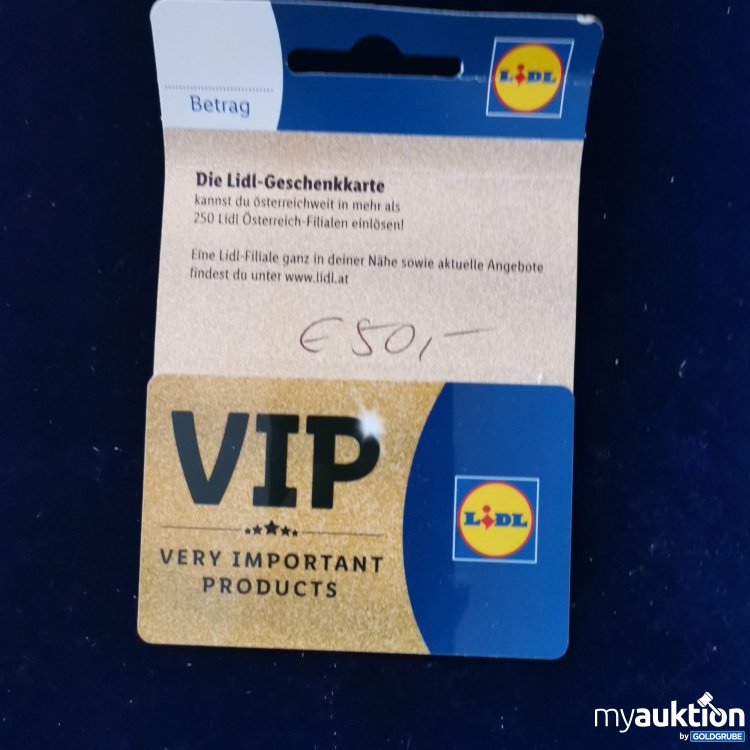 Betrag
LIDL
Die Lidl-Geschenkkarte
kannst du österreichweit in mehr als
250 Lidl Österreich-Filialen einlösen!
Eine Lidl-Filiale ganz in deiner Nähe sowie aktuelle Angebote
findest du unter www.lidl.at
€ 50,-
VIP
VERY IMPORTANT
PRODUCTS
LIDL
myauktion
by GOLDGRUBE